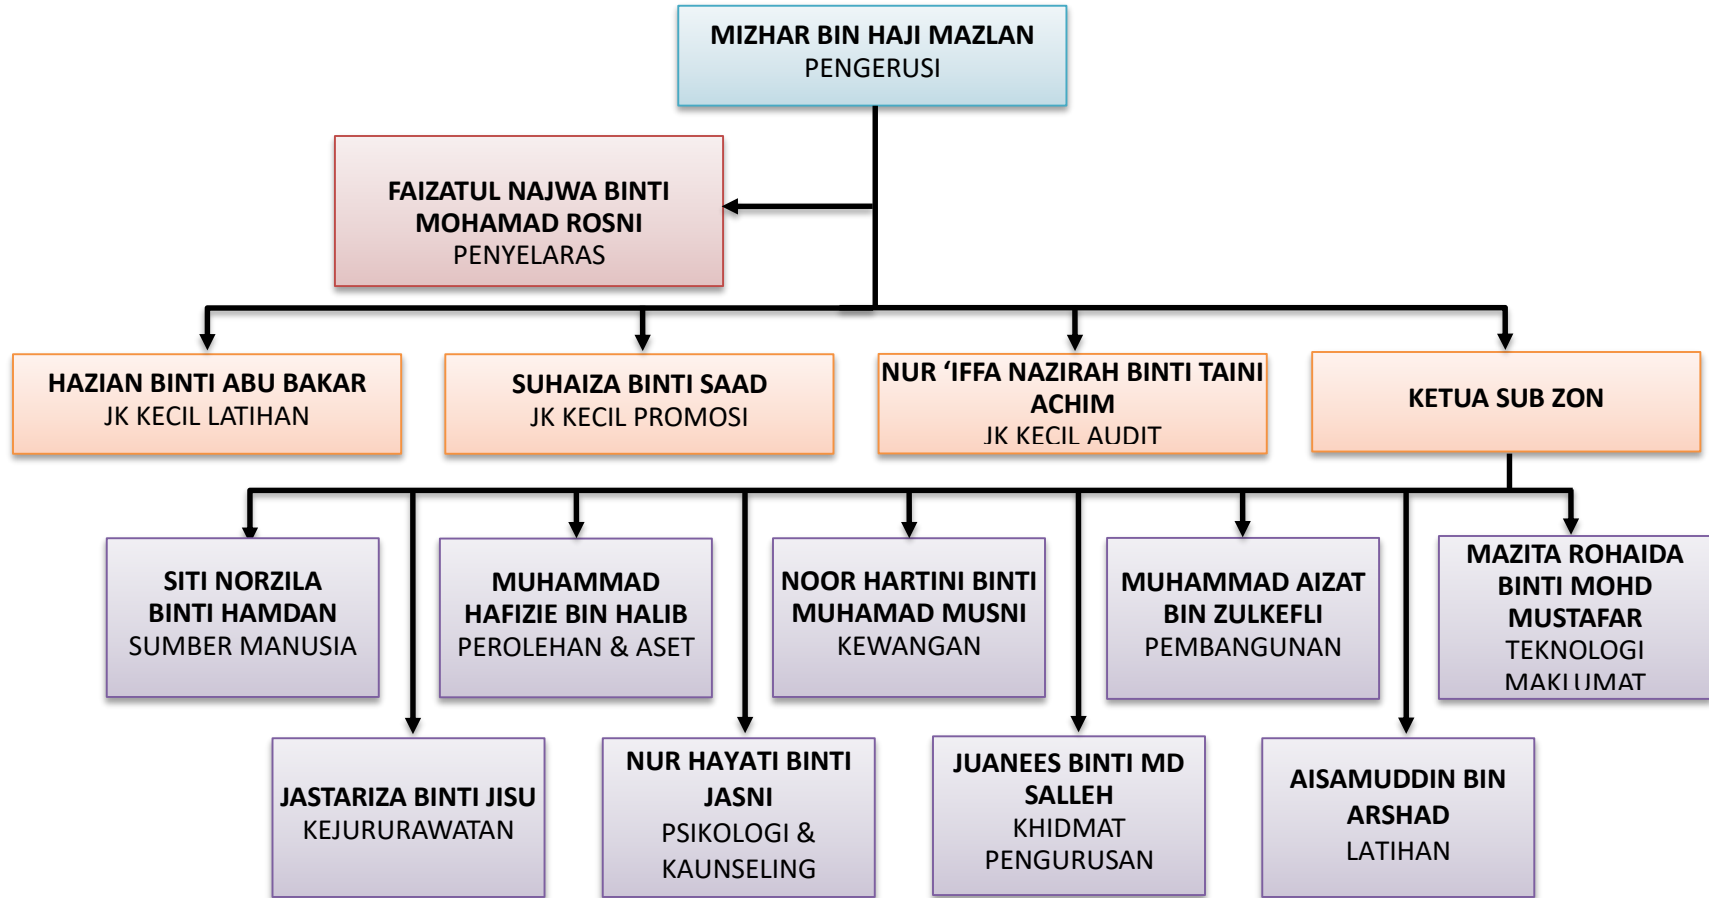 MIZHAR BIN HAJI MAZLAN
PENGERUSI
FAIZATUL NAJWA BINTI
MOHAMAD ROSNI
PENYELARAS
HAZIAN BINTI ABU BAKAR
JK KECIL LATIHAN
SUHAIZA BINTI SAAD
JK KECIL PROMOSI
NUR ‘IFFA NAZIRAH BINTI TAINI
ACHIM
JK KECIL AUDIT
KETUA SUB ZON
SITI NORZILA
BINTI HAMDAN
SUMBER MANUSIA
MUHAMMAD
HAFIZIE BIN HALIB
PEROLEHAN & ASET
NOOR HARTINI BINTI
MUHAMAD MUSNI
KEWANGAN
MUHAMMAD AIZAT
BIN ZULKEFLI
PEMBANGUNAN
MAZITA ROHAIDA
BINTI MOHD
MUSTAFAR
TEKNOLOGI
MAKLUMAT
JASTARIZA BINTI JISU
KEJURURAWATAN
NUR HAYATI BINTI
JASNI
PSIKOLOGI &
KAUNSELING
JUANEES BINTI MD
SALLEH
KHIDMAT
PENGURUSAN
AISAMUDDIN BIN
ARSHAD
LATIHAN